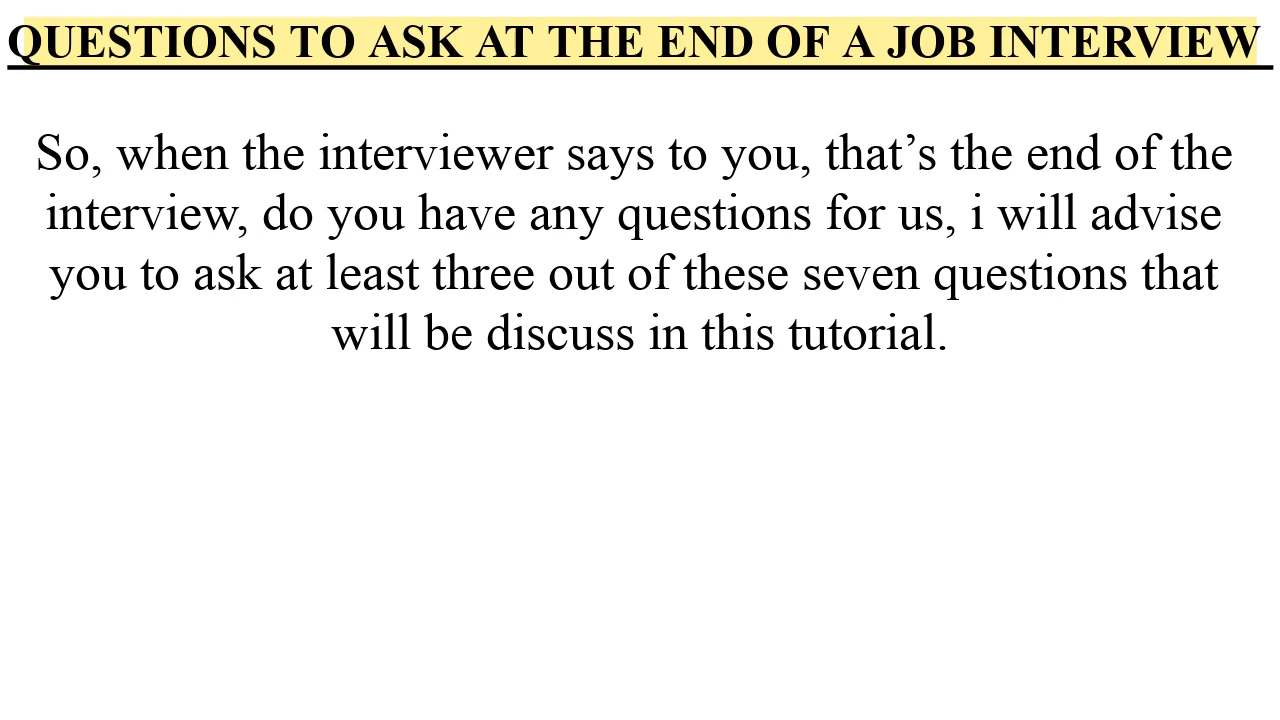 QUESTIONS TO ASK AT THE END OF A JOB INTERVIEW
So, when the interviewer says to you, that’s the end of the
interview, do you have any questions for us, i will advise
you to ask at least three out of these seven questions that
will be discuss in this tutorial.